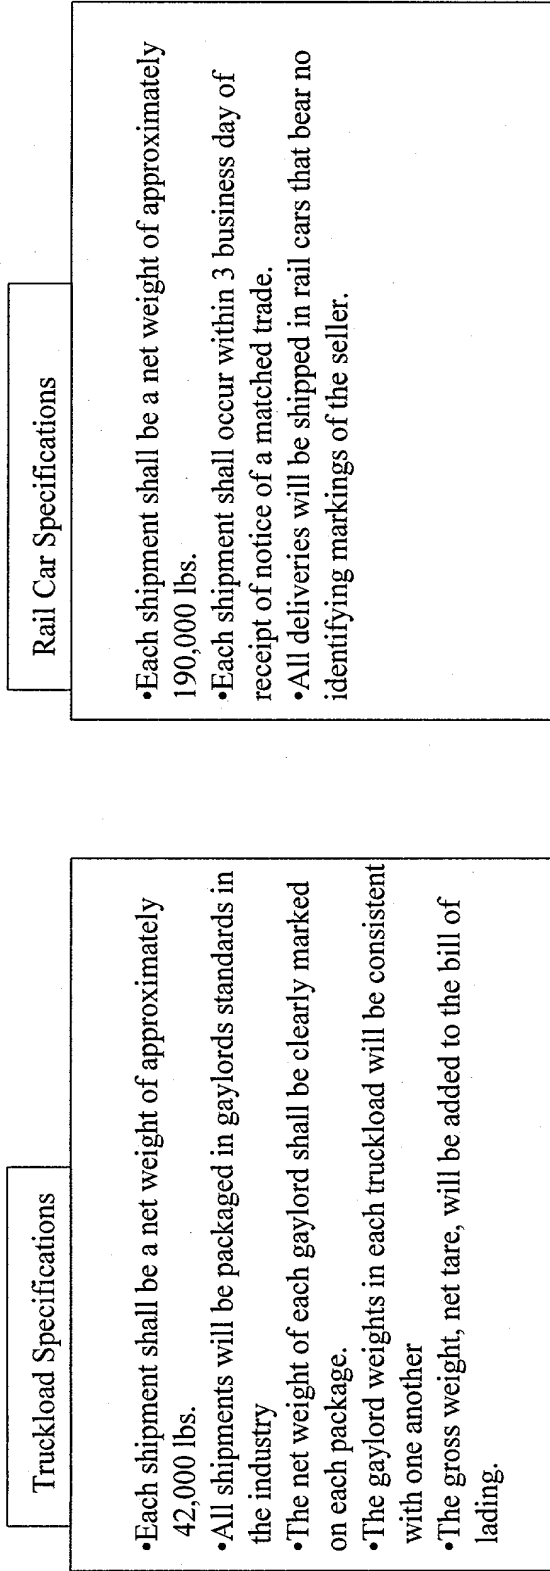 Truckload Specifications
•Each shipment shall be a net weight of approximately
42,000 lbs.
•All shipments will be packaged in gaylords standards in
the industry
•The net weight of each gaylord shall be clearly marked
on each package.
•The gaylord weights in each truckload will be consistent
with one another
•The gross weight, net tare, will be added to the bill of
lading.
Rail Car Specifications
•Each shipment shall be a net weight of approximately
190,000 lbs.
•Each shipment shall occur within 3 business day of
receipt of notice of a matched trade.
•All deliveries will be shipped in rail cars that bear no
identifying markings of the seller.